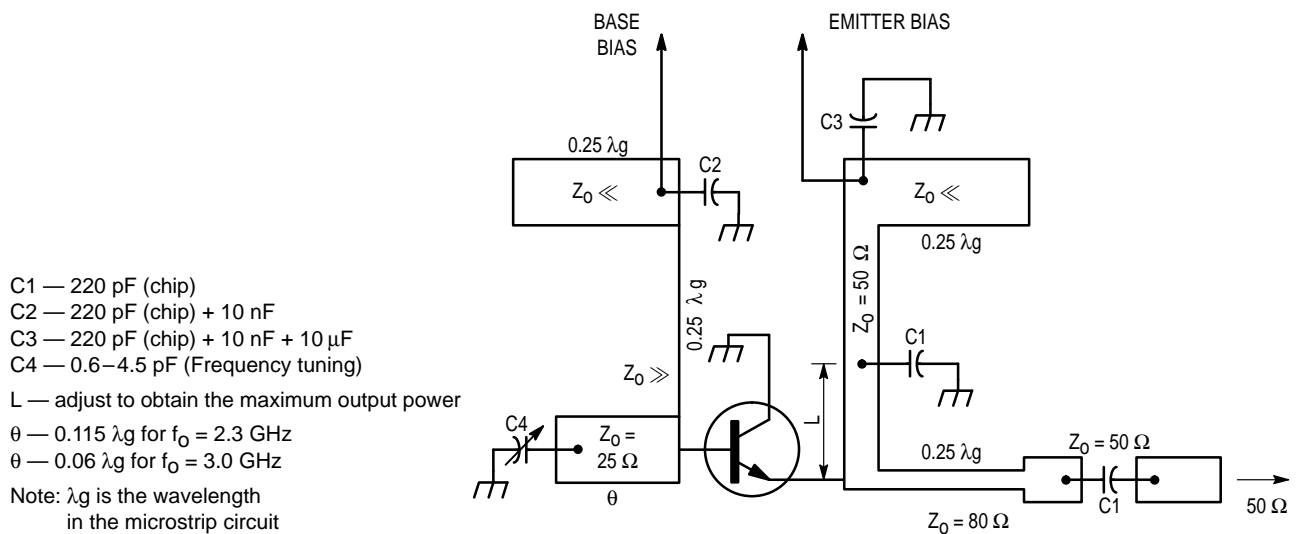 BASE
BIAS
EMITTER BIAS
C3
0.25 λg
C2
Z₀ ≪
Z₀ ≪
0.25 λg
C1 — 220 pF (chip)
C2 — 220 pF (chip) + 10 nF
C3 — 220 pF (chip) + 10 nF + 10 μF
C4 — 0.6–4.5 pF (Frequency tuning)
L — adjust to obtain the maximum output power
θ — 0.115 λg for f₀ = 2.3 GHz
θ — 0.06 λg for f₀ = 3.0 GHz
Note: λg is the wavelength
in the microstrip circuit
0.25 λg
Z₀ = 50 Ω
C1
Z₀ ≫
L
C4
Z₀ =
25 Ω
θ
0.25 λg
Z₀ = 50 Ω
C1
Z₀ = 80 Ω
50 Ω